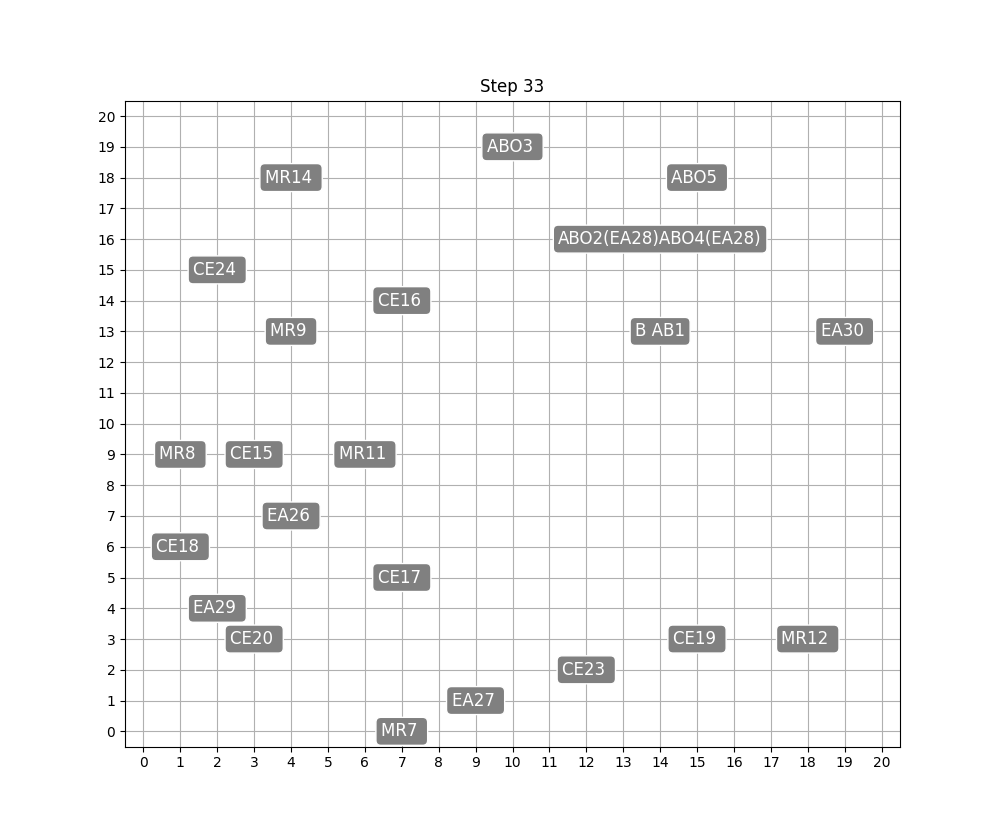 Step 33
20
19 ABO3
18 MR14 ABO5
17
16 ABO2(EA28)ABO4(EA28)
15 CE24
14 CE16
13 MR9 B AB1 EA30
12
11
10
9 MR8 CE15 MR11
8
7 EA26
6 CE18
5 CE17
4 EA29
3 CE20 CE19 MR12
2 CE23
1 EA27
0 MR7
0 1 2 3 4 5 6 7 8 9 10 11 12 13 14 15 16 17 18 19 20